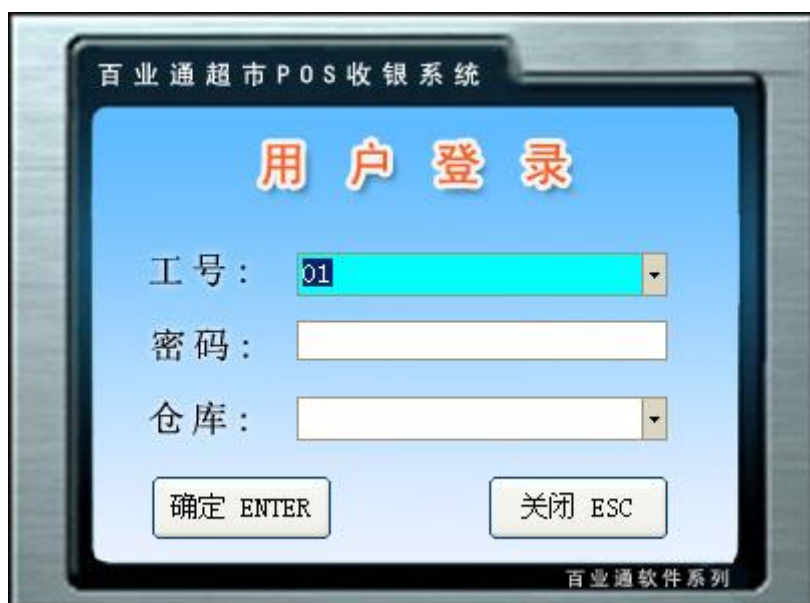 百业通超市POS收银系统
用户登录
工号: 01
密码:
仓库:
确定 ENTER 关闭 ESC
百业通软件系列